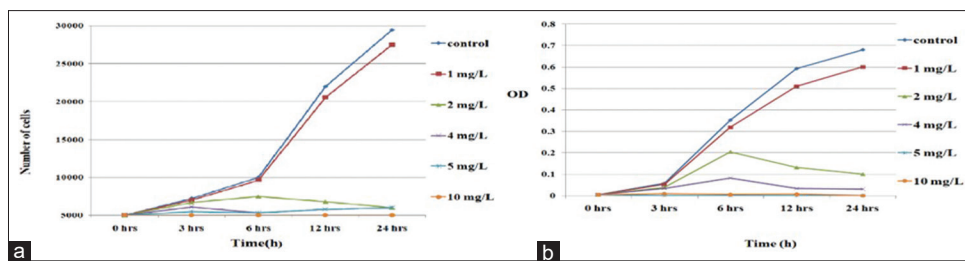 30000
25000
20000
15000
10000
5000
Number of cells
0 hrs 3 hrs 6 hrs 12 hrs 24 hrs
Time(h)
control
1 mg/L
2 mg/L
4 mg/L
5 mg/L
10 mg/L
a
0.8
0.7
0.6
0.5
0.4
0.3
0.2
0.1
0
OD
0 hrs 3 hrs 6 hrs 12 hrs 24 hrs
Time (h)
control
1 mg/L
2 mg/L
4 mg/L
5 mg/L
10 mg/L
b